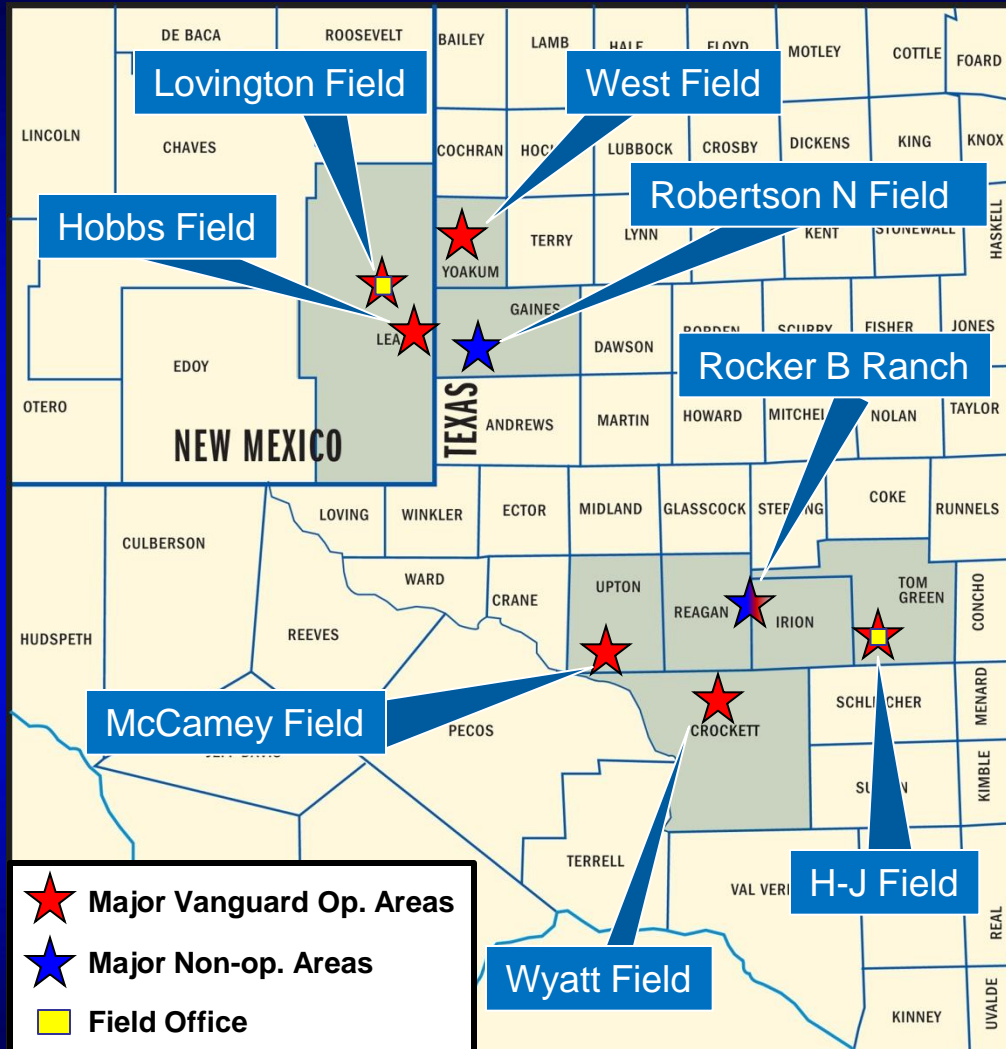 DE BACA
ROOSEVELT
BAILEY
LAMB
MOTLEY
COTTLE
FOARD
Lovington Field
West Field
LINCOLN
CHAVES
COCHRAN
LUBBOCK
CROSBY
DICKENS
KING
KNOX
Robertson N Field
HASKELL
Hobbs Field
TERRY
LYNN
KENT
STONEWALL
YOAKUM
GAINES
LEA
EDOY
DAWSON
SCURRY
FISHER
JONES
Rocker B Ranch
OTERO
NEW MEXICO
TEXAS
ANDREWS
MARTIN
HOWARD
MITCHEL
NOLAN
TAYLOR
LOVING
WINKLER
ECTOR
MIDLAND
GLASSCOCK
COKE
RUNNELS
CULBERSON
WARD
CRANE
UPTON
REAGAN
IRION
TOM
GREEN
CONCHO
HUDSPETH
REEVES
McCamey Field
PECOS
CROCKETT
MENARD
KIMBLE
TERRELL
H-J Field
REAL
Wyatt Field
KINNEY
UVALDE
Major Vanguard Op. Areas
Major Non-op. Areas
Field Office